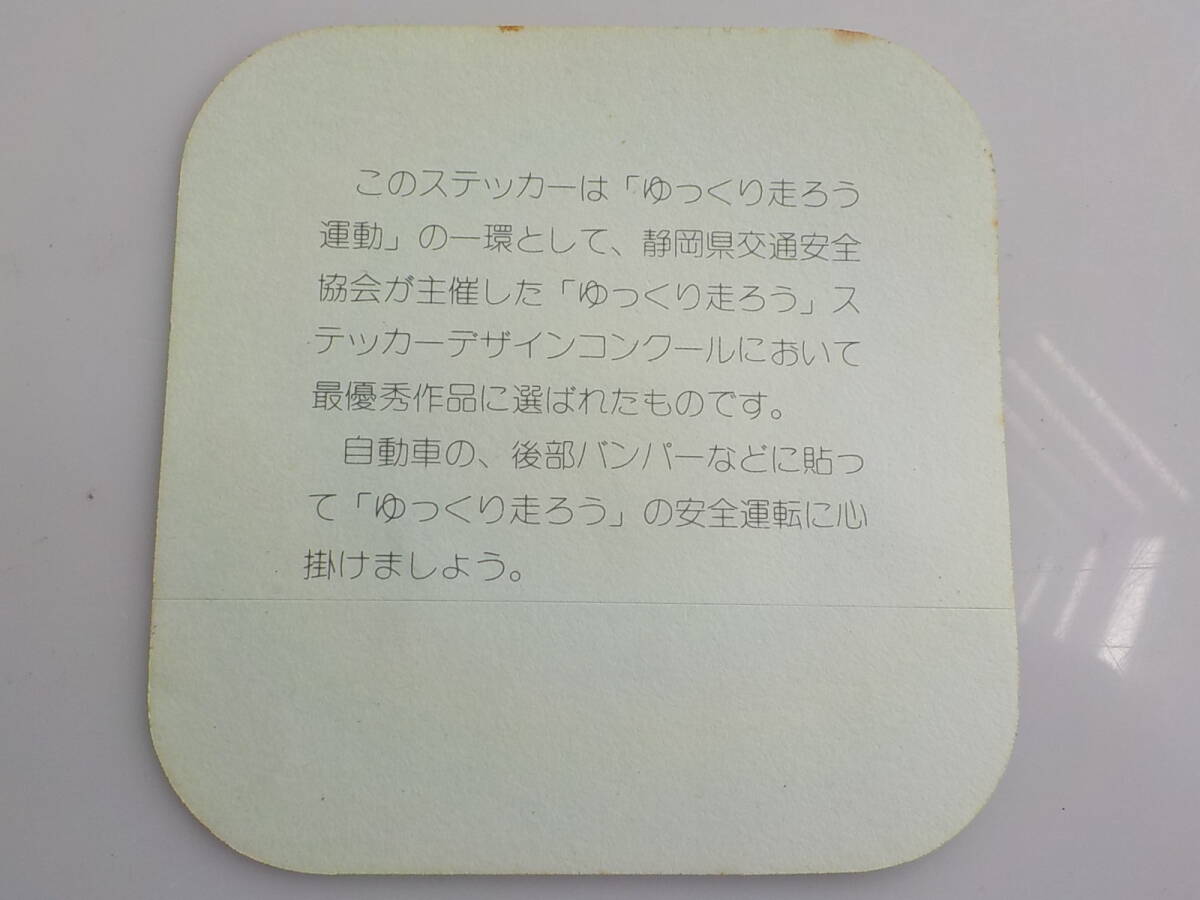 このステッカーは「ゆっくり走ろう
運動」の一環として、静岡県交通安全
協会が主催した「ゆっくり走ろう」ス
テッカーデザインコンクールにおいて
最優秀作品に選ばれたものです。
自動車の、後部バンパーなどに貼っ
て「ゆっくり走ろう」の安全運転に心
掛けましょう。